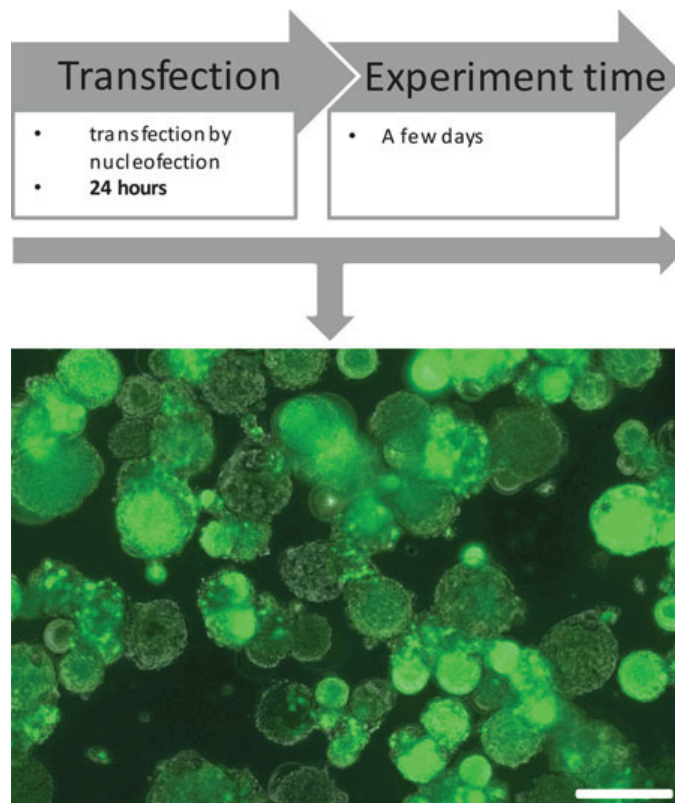 Transfection
Experiment time
• transfection by
nucleofection
• 24 hours
• A few days